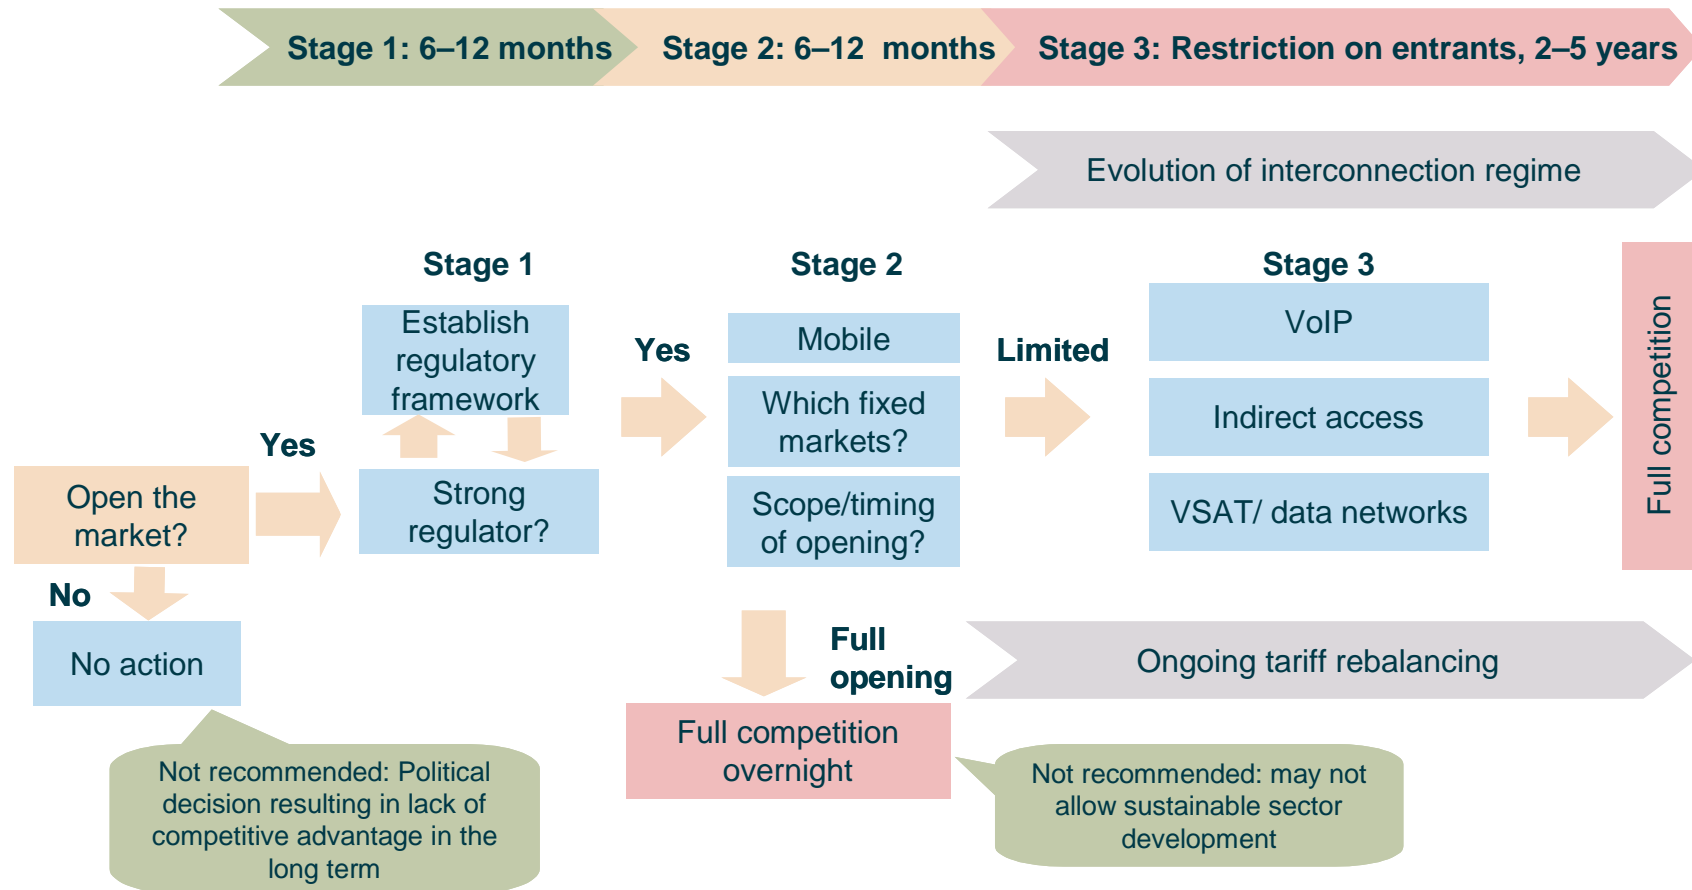 Stage 1: 6–12 months
Stage 2: 6–12 months
Stage 3: Restriction on entrants, 2–5 years
Evolution of interconnection regime
Stage 1
Stage 2
Stage 3
Establish
regulatory
framework
Yes
Mobile
Limited
VoIP
Which fixed
markets?
Indirect access
Full competition
Yes
Open the
market?
Strong
regulator?
Scope/timing
of opening?
VSAT/ data networks
No
No action
Full
opening
Ongoing tariff rebalancing
Full competition
overnight
Not recommended: Political
decision resulting in lack of
competitive advantage in the
long term
Not recommended: may not
allow sustainable sector
development